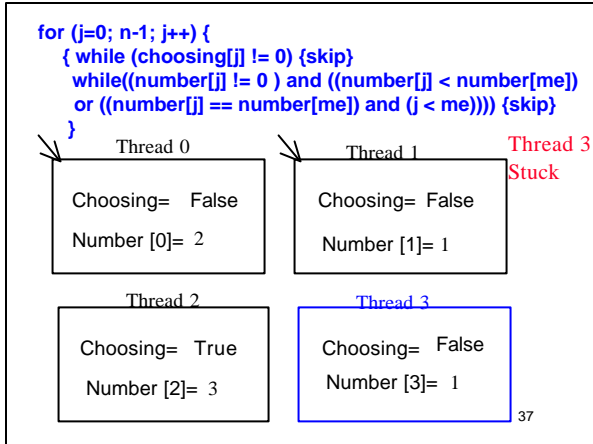 for (j=0; n-1; j++) {
{ while (choosing[j] != 0) {skip}
while((number[j] != 0 ) and ((number[j] < number[me])
or ((number[j] == number[me]) and (j < me)))) {skip}
}
Thread 0
Thread 1
Thread 3
Stuck
Choosing= False
Number [0]= 2
Choosing= False
Number [1]= 1
Thread 2
Thread 3
Choosing= True
Number [2]= 3
Choosing= False
Number [3]= 1
37